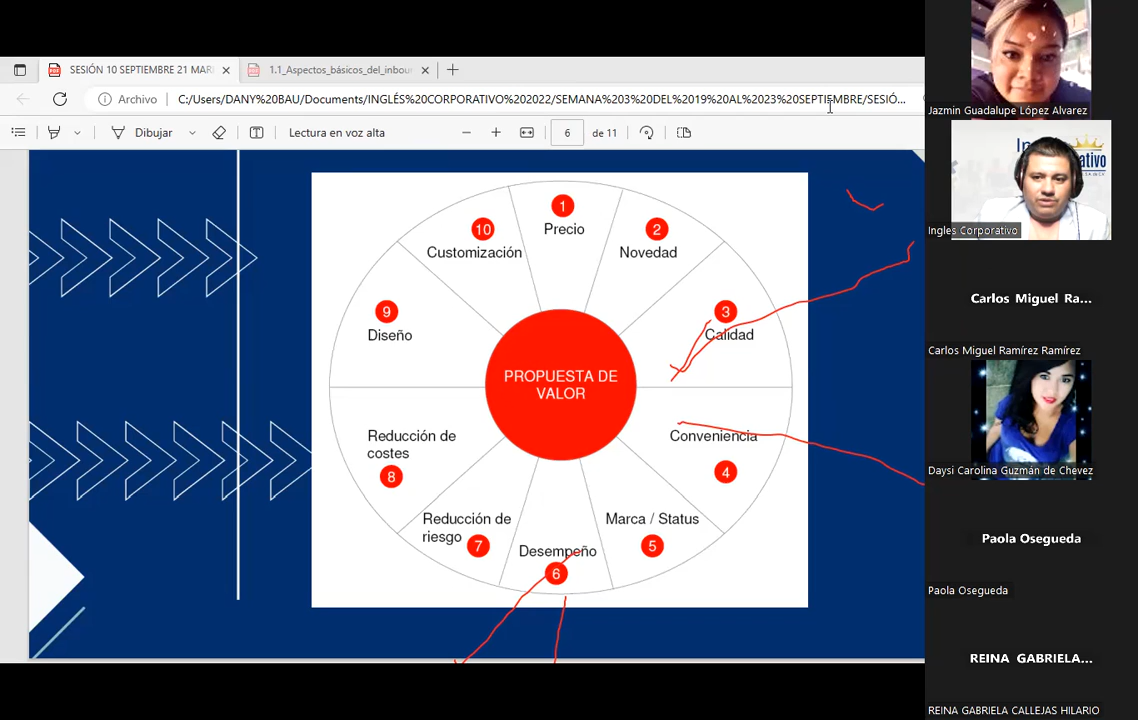 SESIÓN 10 SEPTIEMBRE 21 MAR
1.1_Aspectos_básicos_del_inbou
Archivo
C:/Users/DANY%20BAU/Documents/INGLÉS%20CORPORATIVO%202022/SEMANA%203%20DEL%2019%20AL%2023%20SEPTIEMBRE/SESIÓ...
Dibujar
Lectura en voz alta
6
de 11
1
Precio
2
Novedad
3
Calidad
Conveniencia
4
Marca / Status
5
Desempeño
6
Reducción de
riesgo
7
Reducción de
costes
8
9
Diseño
10
Customización
PROPUESTA DE
VALOR
Jazmin Guadalupe López Alvarez
Ingles Corporativo
Carlos Miguel Ra...
Carlos Miguel Ramírez Ramírez
Daysi Carolina Guzmán de Chevez
Paola Osegueda
Paola Osegueda
REINA GABRIELA...
REINA GABRIELA CALLEJAS HILARIO